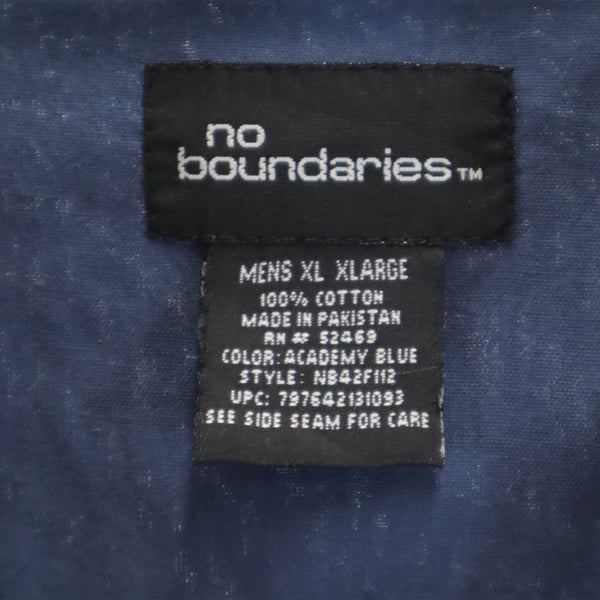 no
boundaries™
MENS XL XLARGE
100% COTTON
MADE IN PAKISTAN
RN # 52469
COLOR: ACADEMY BLUE
STYLE: NB42F112
UPC: 797642131093
SEE SIDE SEAM FOR CARE